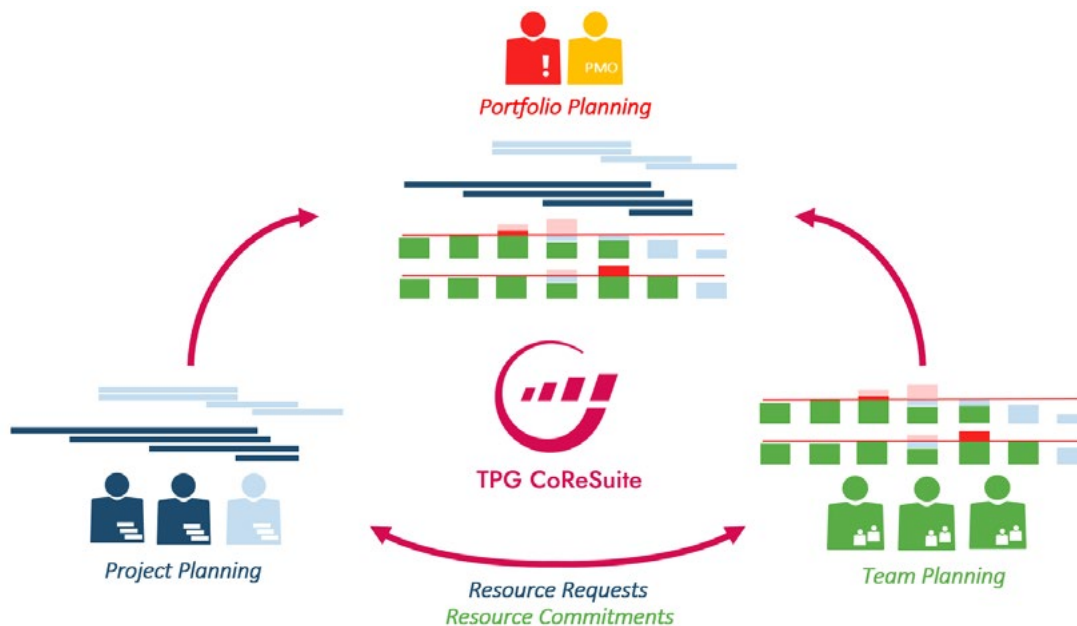 !
PMO
Portfolio Planning
TPG CoReSuite
Project Planning
Team Planning
Resource Requests
Resource Commitments